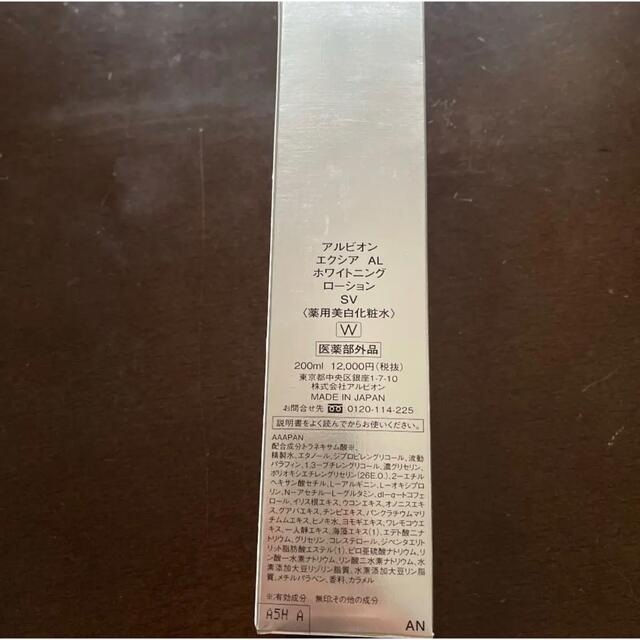 アルビオン
エクシア AL
ホワイトニング
ローション
SV
〈薬用美白化粧水〉
W
医薬部外品
200ml 12,000円(税抜)
東京都中央区銀座1-7-10
株式会社アルビオン
MADE IN JAPAN
お問合せ先 0120-114-225
説明書をよく読んでからお使いください。
AAAPAN
配合成分トラネキサム酸※,
精製水,エタノール,ジプロピレングリコール,流動
パラフィン,1,3-ブチレングリコール,濃グリセリン,
ポリオキシエチレングリセリン(26E.O.),2-エチル
ヘキサン酸セチル,L-アルギニン,L-オキシプロ
リン,N-アセチル-L-グルタミン,dl-α-トコフェ
ロール,イリス根エキス,ウコンエキス,オノニスエキ
ス,グアバエキス,チンピエキス,パンクラチウムマリ
チムムエキス,ヒノキ水,ヨモギエキス,ワレモコウエ
キス,一人静エキス,海藻エキス(1),エデト酸二ナ
トリウム,グリセリン,コレステロール,ジペンタエリト
リット脂肪酸エステル(1),ピロ亜硫酸ナトリウム,リ
ン酸一水素ナトリウム,リン酸二水素ナトリウム,水
素添加大豆リゾリン脂質,水素添加大豆リン脂
質,メチルパラベン,香料,カラメル
※:有効成分 無印:その他の成分
A5H A
AN